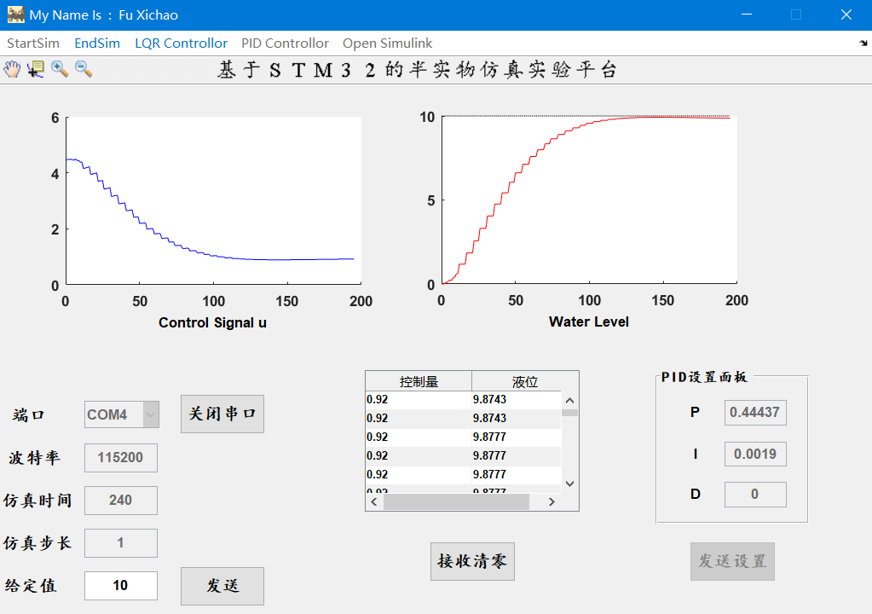 My Name Is : Fu Xichao
StartSim EndSim LQR Controllor PID Controllor Open Simulink
基于STM32的半实物仿真实验平台
6
4
2
0
0 50 100 150 200
Control Signal u
10
5
0
0 50 100 150 200
Water Level
端口 COM4 关闭串口
波特率 115200
仿真时间 240
仿真步长 1
给定值 10 发送
控制量 液位
0.92 9.8743
0.92 9.8743
0.92 9.8777
0.92 9.8777
0.92 9.8777
0.92 9.8777
接收清零
PID设置面板
P 0.44437
I 0.0019
D 0
发送设置